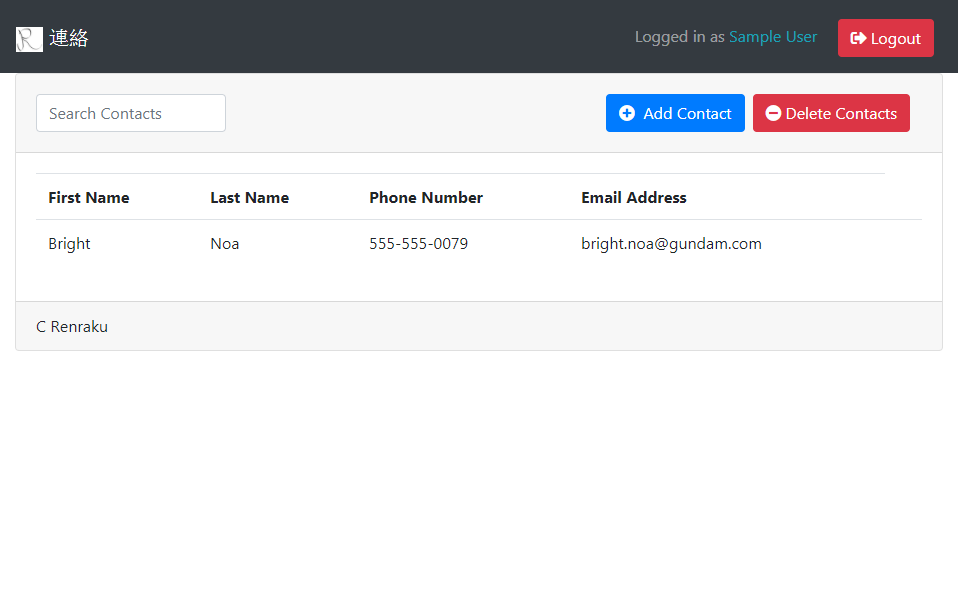 連絡
Logged in as Sample User
Logout
Search Contacts
Add Contact
Delete Contacts
First Name Last Name Phone Number Email Address
Bright Noa 555-555-0079 bright.noa@gundam.com
C Renraku